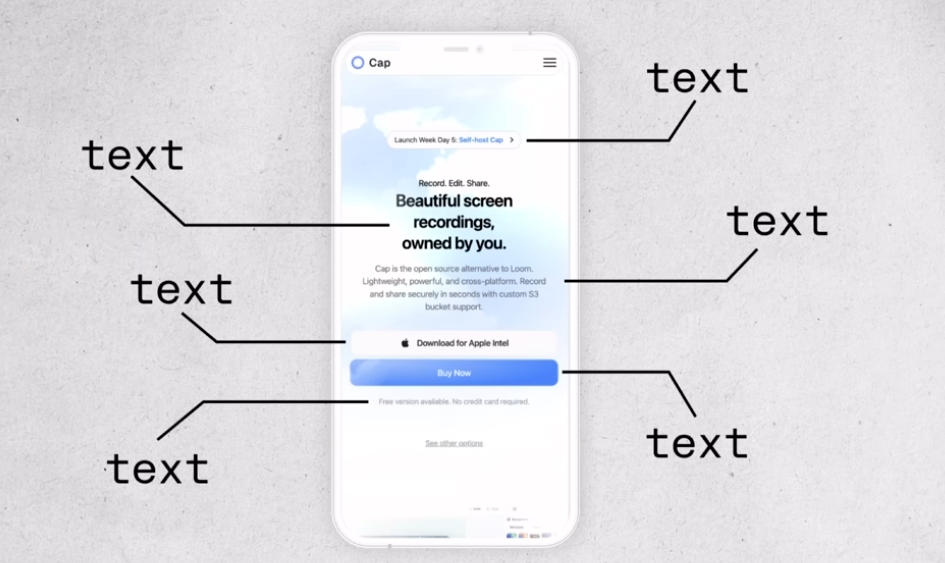 Cap
text
Launch Week Day 5: Self-host Cap
text
Record. Edit. Share.
Beautiful screen
recordings,
owned by you.
text
Cap is the open source alternative to Loom.
Lightweight, powerful, and cross-platform. Record
and share securely in seconds with custom S3
bucket support.
text
Download for Apple Intel
Buy Now
Free version available. No credit card required.
text
See other options
text